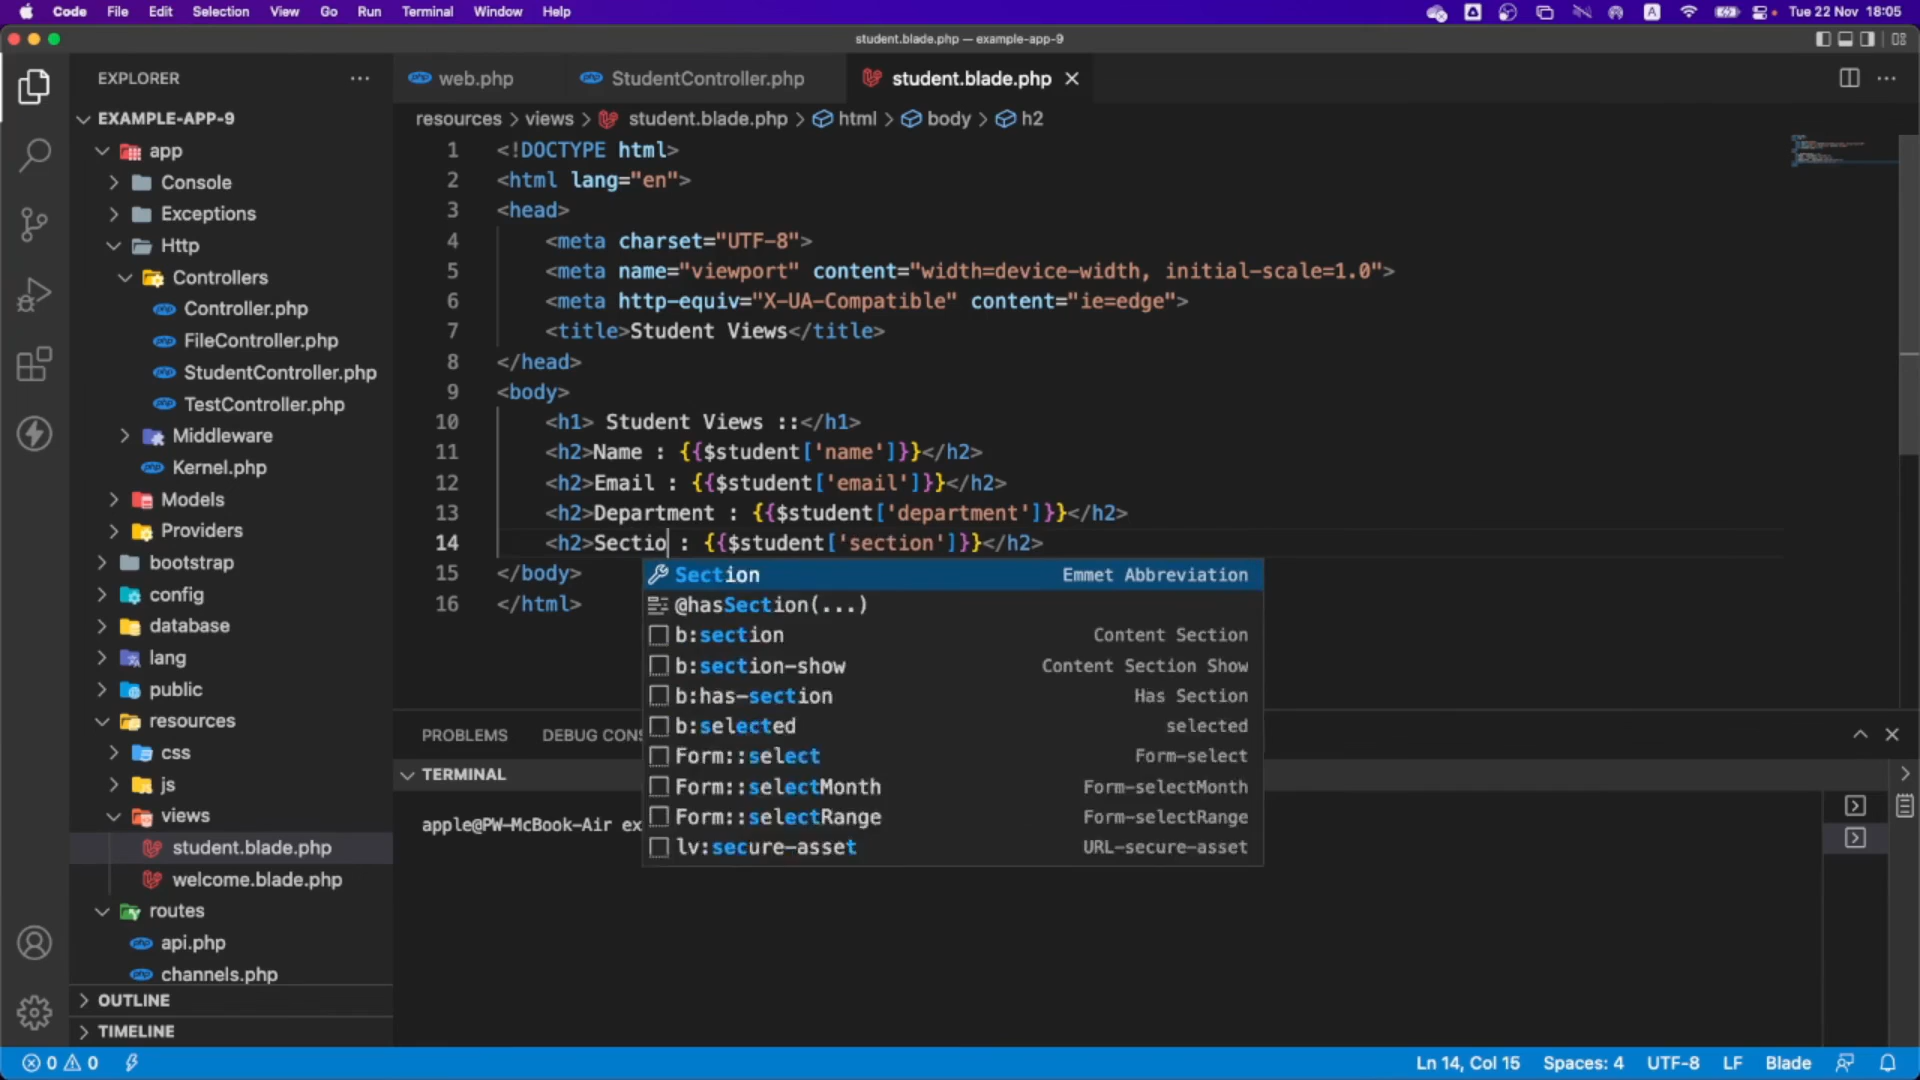 Code File Edit Selection View Go Run Terminal Window Help
A
Tue 22 Nov 18:05
student.blade.php — example-app-9
EXPLORER
EXAMPLE-APP-9
app
Console
Exceptions
Http
Controllers
Controller.php
FileController.php
StudentController.php
TestController.php
Middleware
Kernel.php
Models
Providers
bootstrap
config
database
lang
public
resources
css
js
views
student.blade.php
welcome.blade.php
routes
api.php
channels.php
OUTLINE
TIMELINE
web.php
StudentController.php
student.blade.php
resources > views > student.blade.php > html > body > h2
1 <!DOCTYPE html>
2 <html lang="en">
3 <head>
4 <meta charset="UTF-8">
5 <meta name="viewport" content="width=device-width, initial-scale=1.0">
6 <meta http-equiv="X-UA-Compatible" content="ie=edge">
7 <title>Student Views</title>
8 </head>
9 <body>
10 <h1> Student Views ::</h1>
11 <h2>Name : {{$student['name']}}</h2>
12 <h2>Email : {{$student['email']}}</h2>
13 <h2>Department : {{$student['department']}}</h2>
14 <h2>Sectio : {{$student['section']}}</h2>
15 </body>
16 </html>
Section Emmet Abbreviation
@hasSection(...)
b:section Content Section
b:section-show Content Section Show
b:has-section Has Section
b:selected selected
Form::select Form-select
Form::selectMonth Form-selectMonth
Form::selectRange Form-selectRange
lv:secure-asset URL-secure-asset
PROBLEMS DEBUG CONS
TERMINAL
apple@PW-McBook-Air ex
0 0
Ln 14, Col 15 Spaces: 4 UTF-8 LF Blade